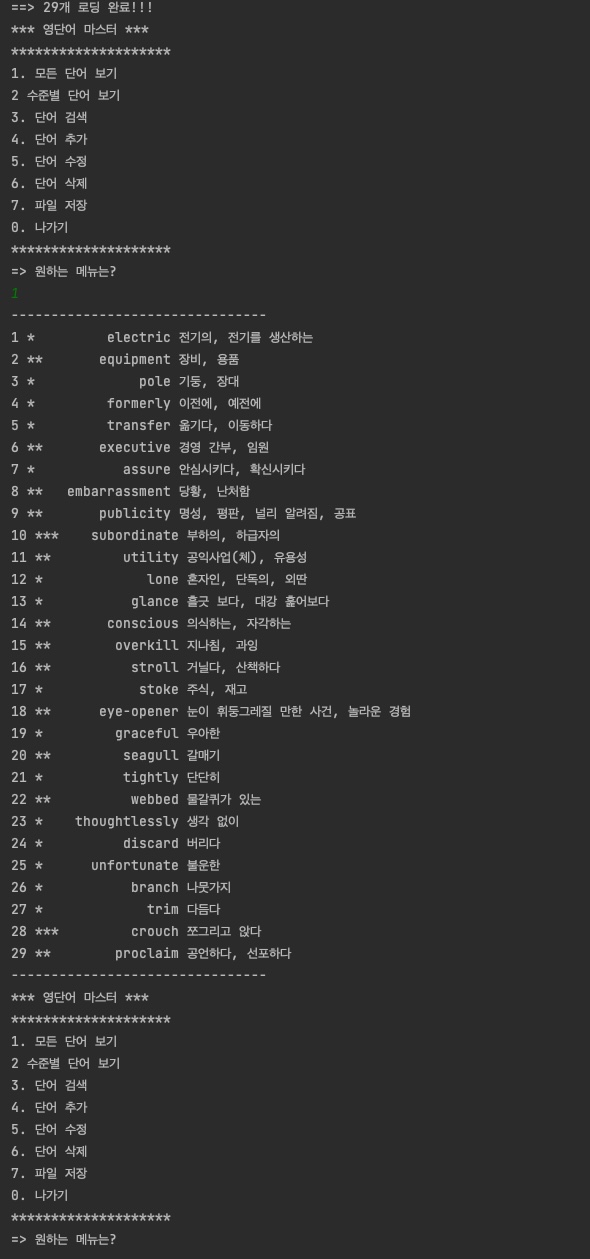 ==> 29개 로딩 완료!!!
*** 영단어 마스터 ***
********************
1. 모든 단어 보기
2 수준별 단어 보기
3. 단어 검색
4. 단어 추가
5. 단어 수정
6. 단어 삭제
7. 파일 저장
0. 나가기
********************
=> 원하는 메뉴는?
1
--------------------------------
1 * electric 전기의, 전기를 생산하는
2 ** equipment 장비, 용품
3 * pole 기둥, 장대
4 * formerly 이전에, 예전에
5 * transfer 옮기다, 이동하다
6 ** executive 경영 간부, 임원
7 * assure 안심시키다, 확신시키다
8 ** embarrassment 당황, 난처함
9 ** publicity 명성, 평판, 널리 알려짐, 공표
10 *** subordinate 부하의, 하급자의
11 ** utility 공익사업(체), 유용성
12 * lone 혼자인, 단독의, 외딴
13 * glance 흘긋 보다, 대강 훑어보다
14 ** conscious 의식하는, 자각하는
15 ** overkill 지나침, 과잉
16 ** stroll 거닐다, 산책하다
17 * stoke 주식, 재고
18 ** eye-opener 눈이 휘둥그레질 만한 사건, 놀라운 경험
19 * graceful 우아한
20 ** seagull 갈매기
21 * tightly 단단히
22 ** webbed 물갈퀴가 있는
23 * thoughtlessly 생각 없이
24 * discard 버리다
25 * unfortunate 불운한
26 * branch 나뭇가지
27 * trim 다듬다
28 *** crouch 쪼그리고 앉다
29 ** proclaim 공언하다, 선포하다
--------------------------------
*** 영단어 마스터 ***
********************
1. 모든 단어 보기
2 수준별 단어 보기
3. 단어 검색
4. 단어 추가
5. 단어 수정
6. 단어 삭제
7. 파일 저장
0. 나가기
********************
=> 원하는 메뉴는?